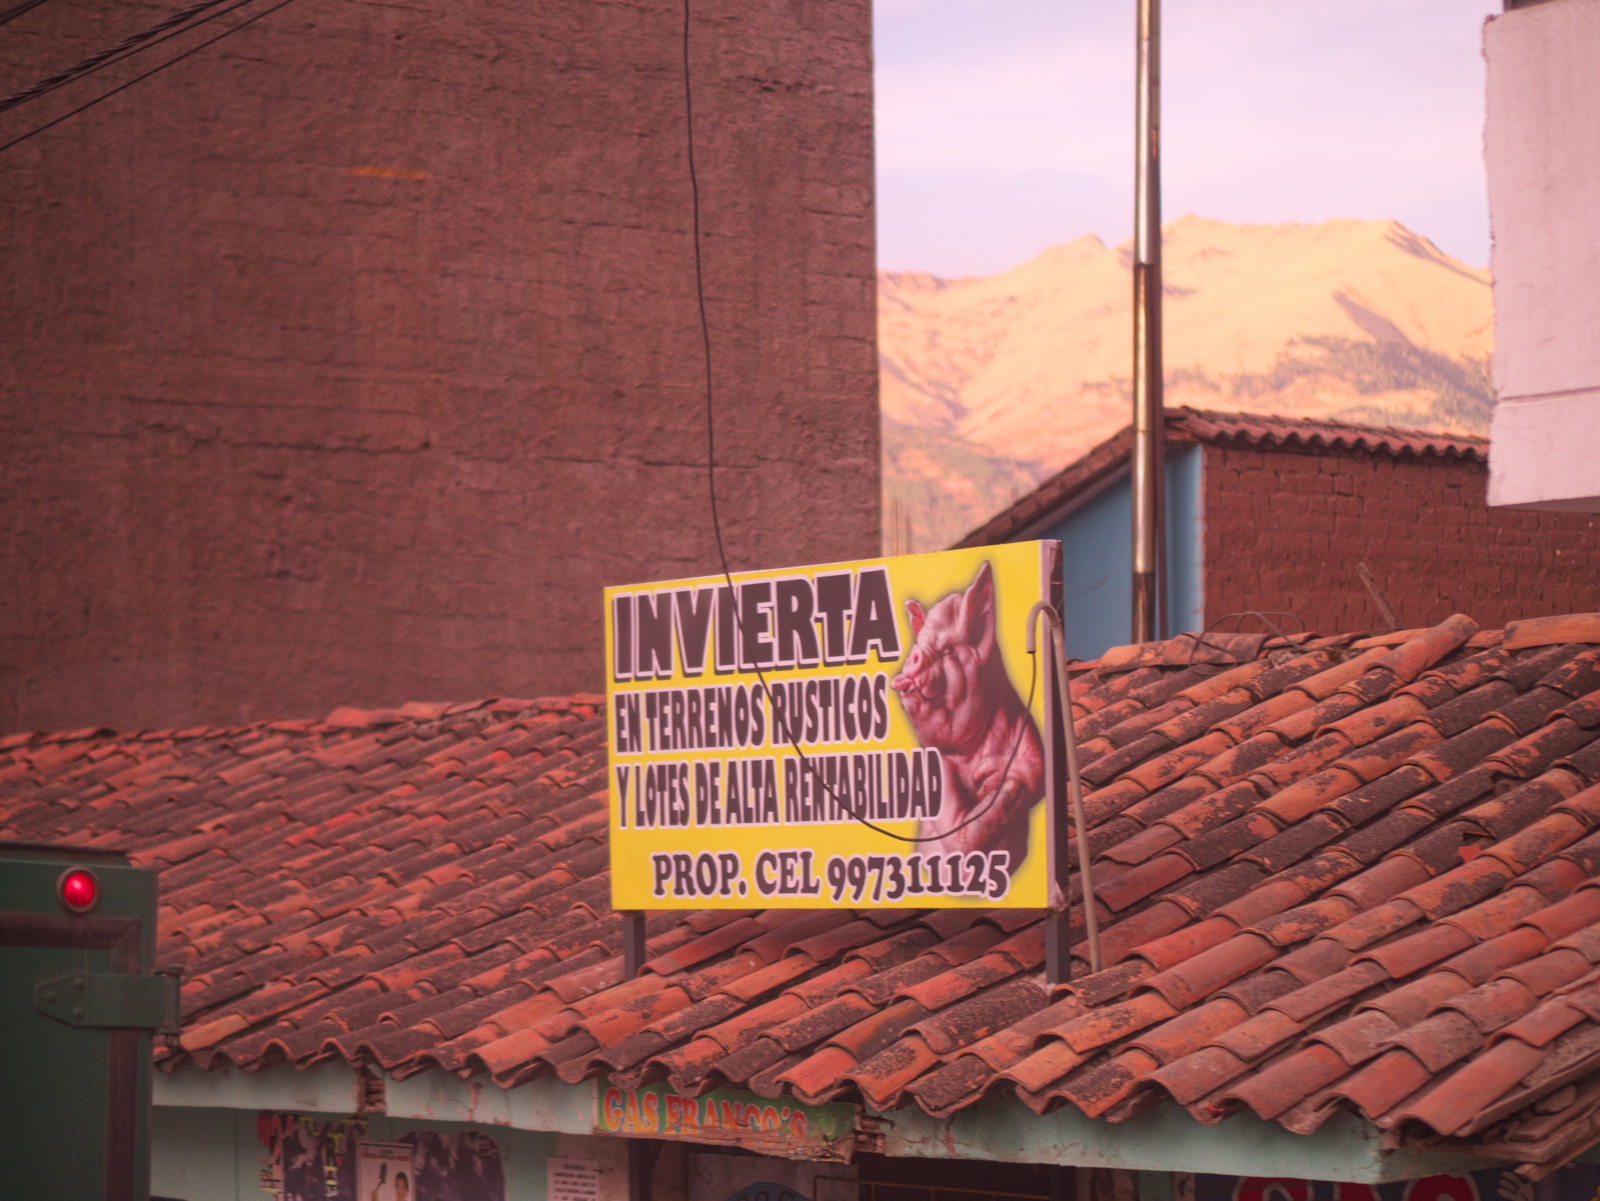 INVIERTA
EN TERRENOS RUSTICOS
Y LOTES DE ALTA RENTABILIDAD
PROP. CEL 997311125
GAS FRANCO'S